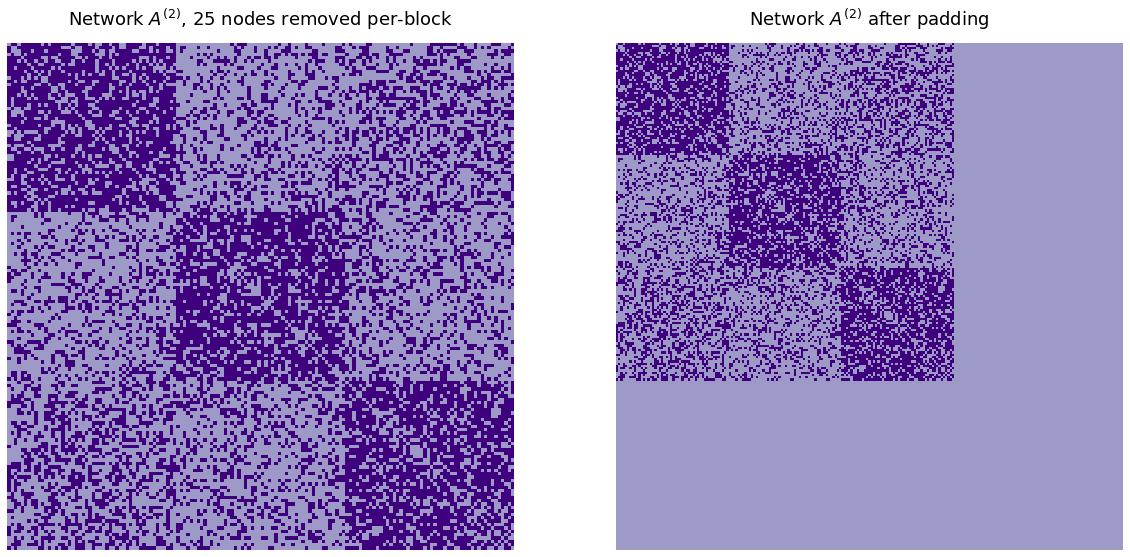 Network $A^{(2)}$, 25 nodes removed per-block
Network $A^{(2)}$ after padding